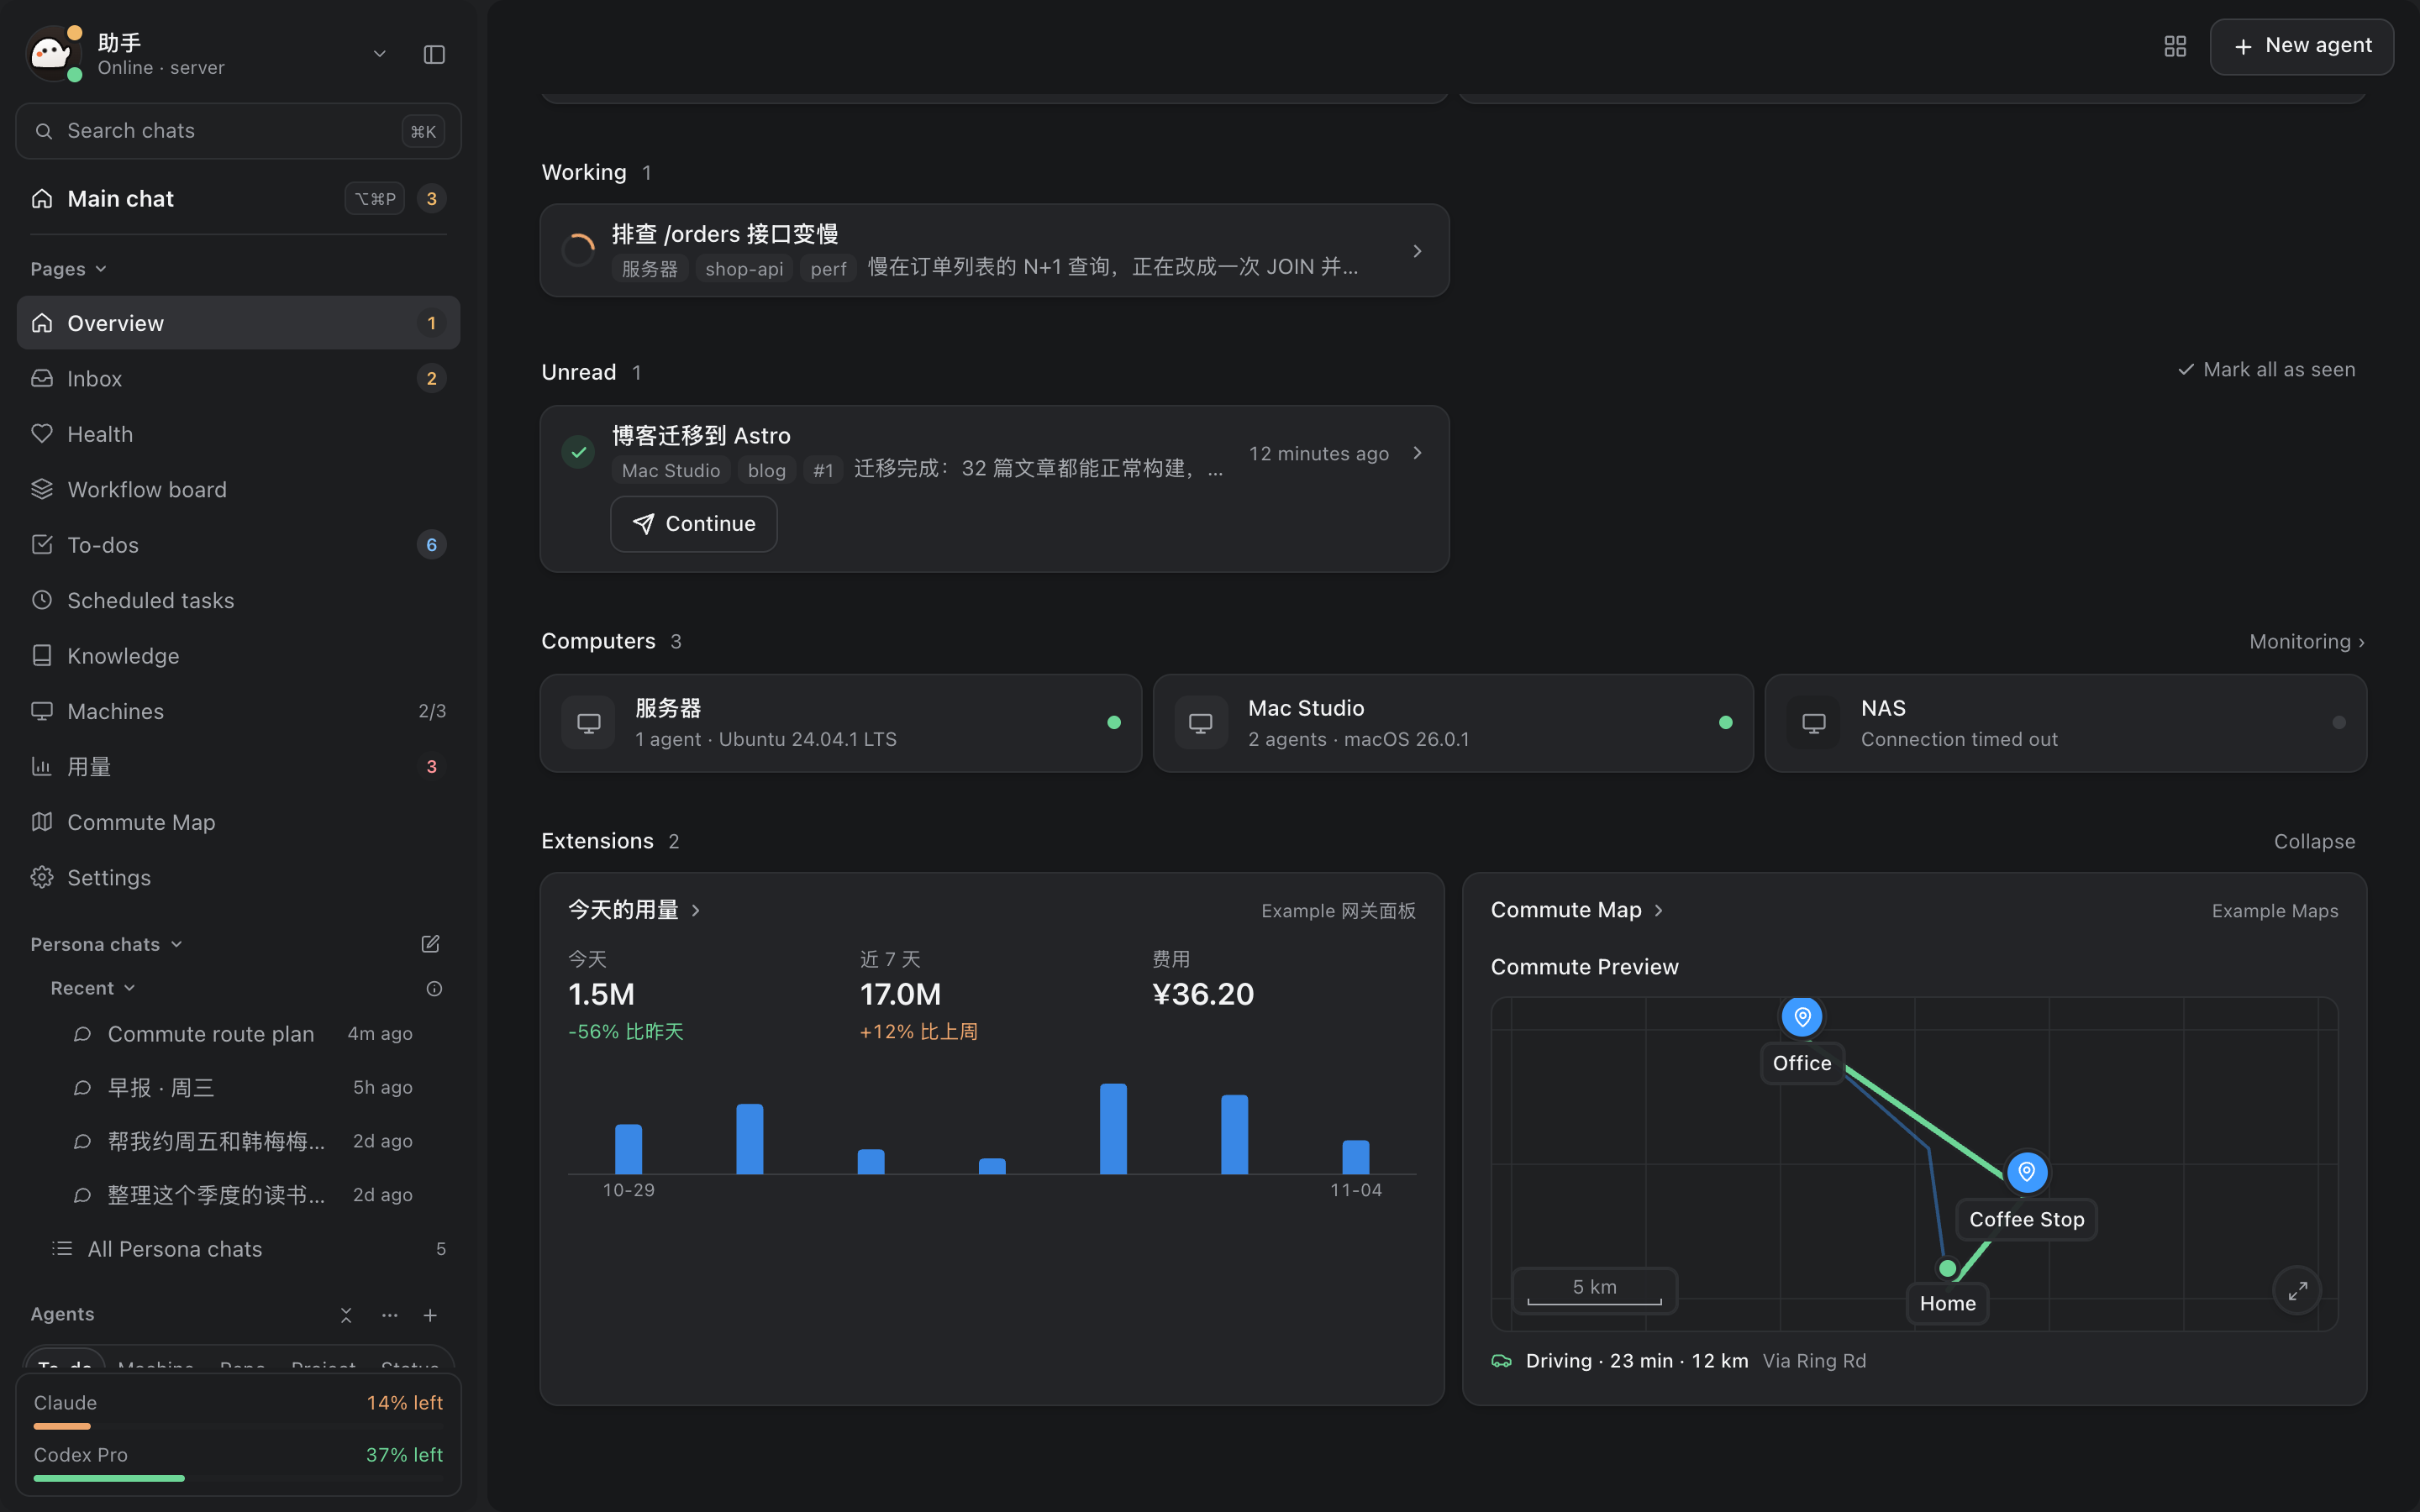 助手
Online · server
Search chats ⌘K
Main chat ⌥⌘P 3
Pages
Overview 1
Inbox 2
Health
Workflow board
To-dos 6
Scheduled tasks
Knowledge
Machines 2/3
用量 3
Commute Map
Settings
Persona chats
Recent
Commute route plan 4m ago
早报 · 周三 5h ago
帮我约周五和韩梅梅... 2d ago
整理这个季度的读书... 2d ago
All Persona chats 5
Agents
To-do Machine Repo Project Status
Claude 14% left
Codex Pro 37% left
New agent
Working 1
排查 /orders 接口变慢
服务器 shop-api perf 慢在订单列表的 N+1 查询，正在改成一次 JOIN 并...
Unread 1 Mark all as seen
博客迁移到 Astro
Mac Studio blog #1 迁移完成：32 篇文章都能正常构建，...
12 minutes ago
Continue
Computers 3 Monitoring ›
服务器
1 agent · Ubuntu 24.04.1 LTS
Mac Studio
2 agents · macOS 26.0.1
NAS
Connection timed out
Extensions 2 Collapse
今天的用量 Example 网关面板
今天 近 7 天 费用
1.5M 17.0M ¥36.20
-56% 比昨天 +12% 比上周
10-29 11-04
Commute Map Example Maps
Commute Preview
Office
Coffee Stop
5 km
Home
Driving · 23 min · 12 km Via Ring Rd